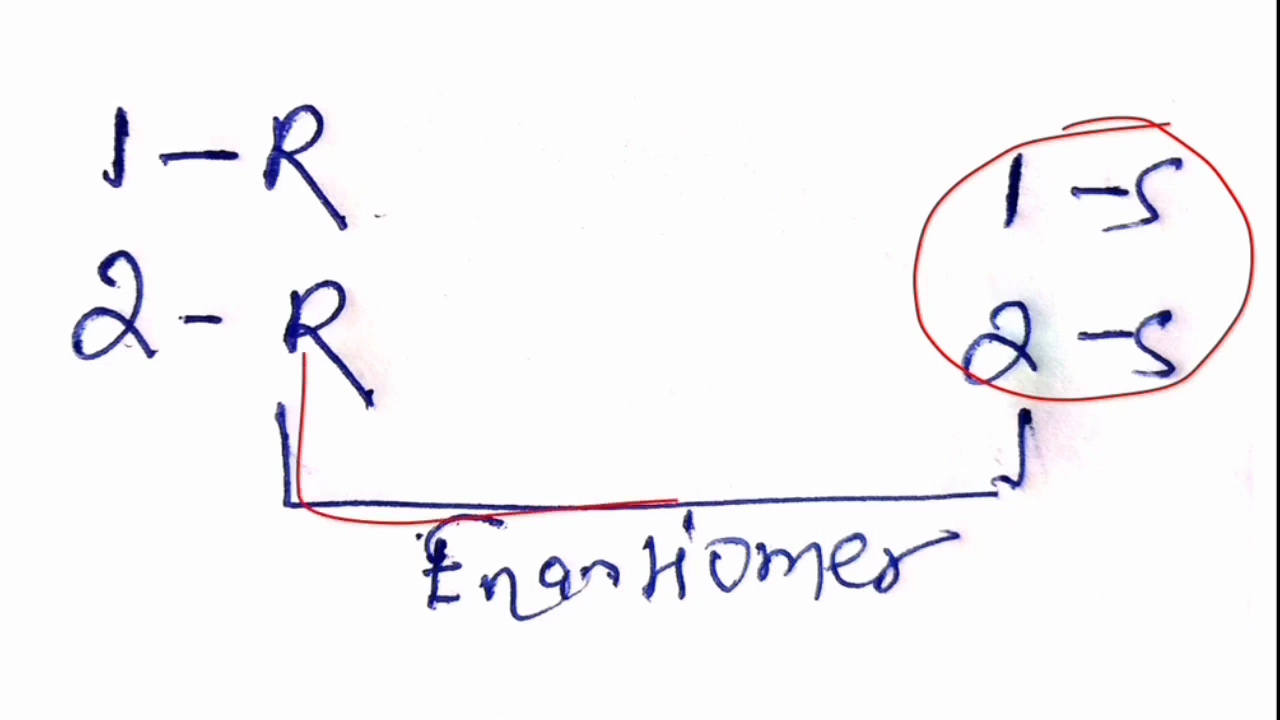 1 - R
2 - R
1 - S
2 - S
Enantiomer